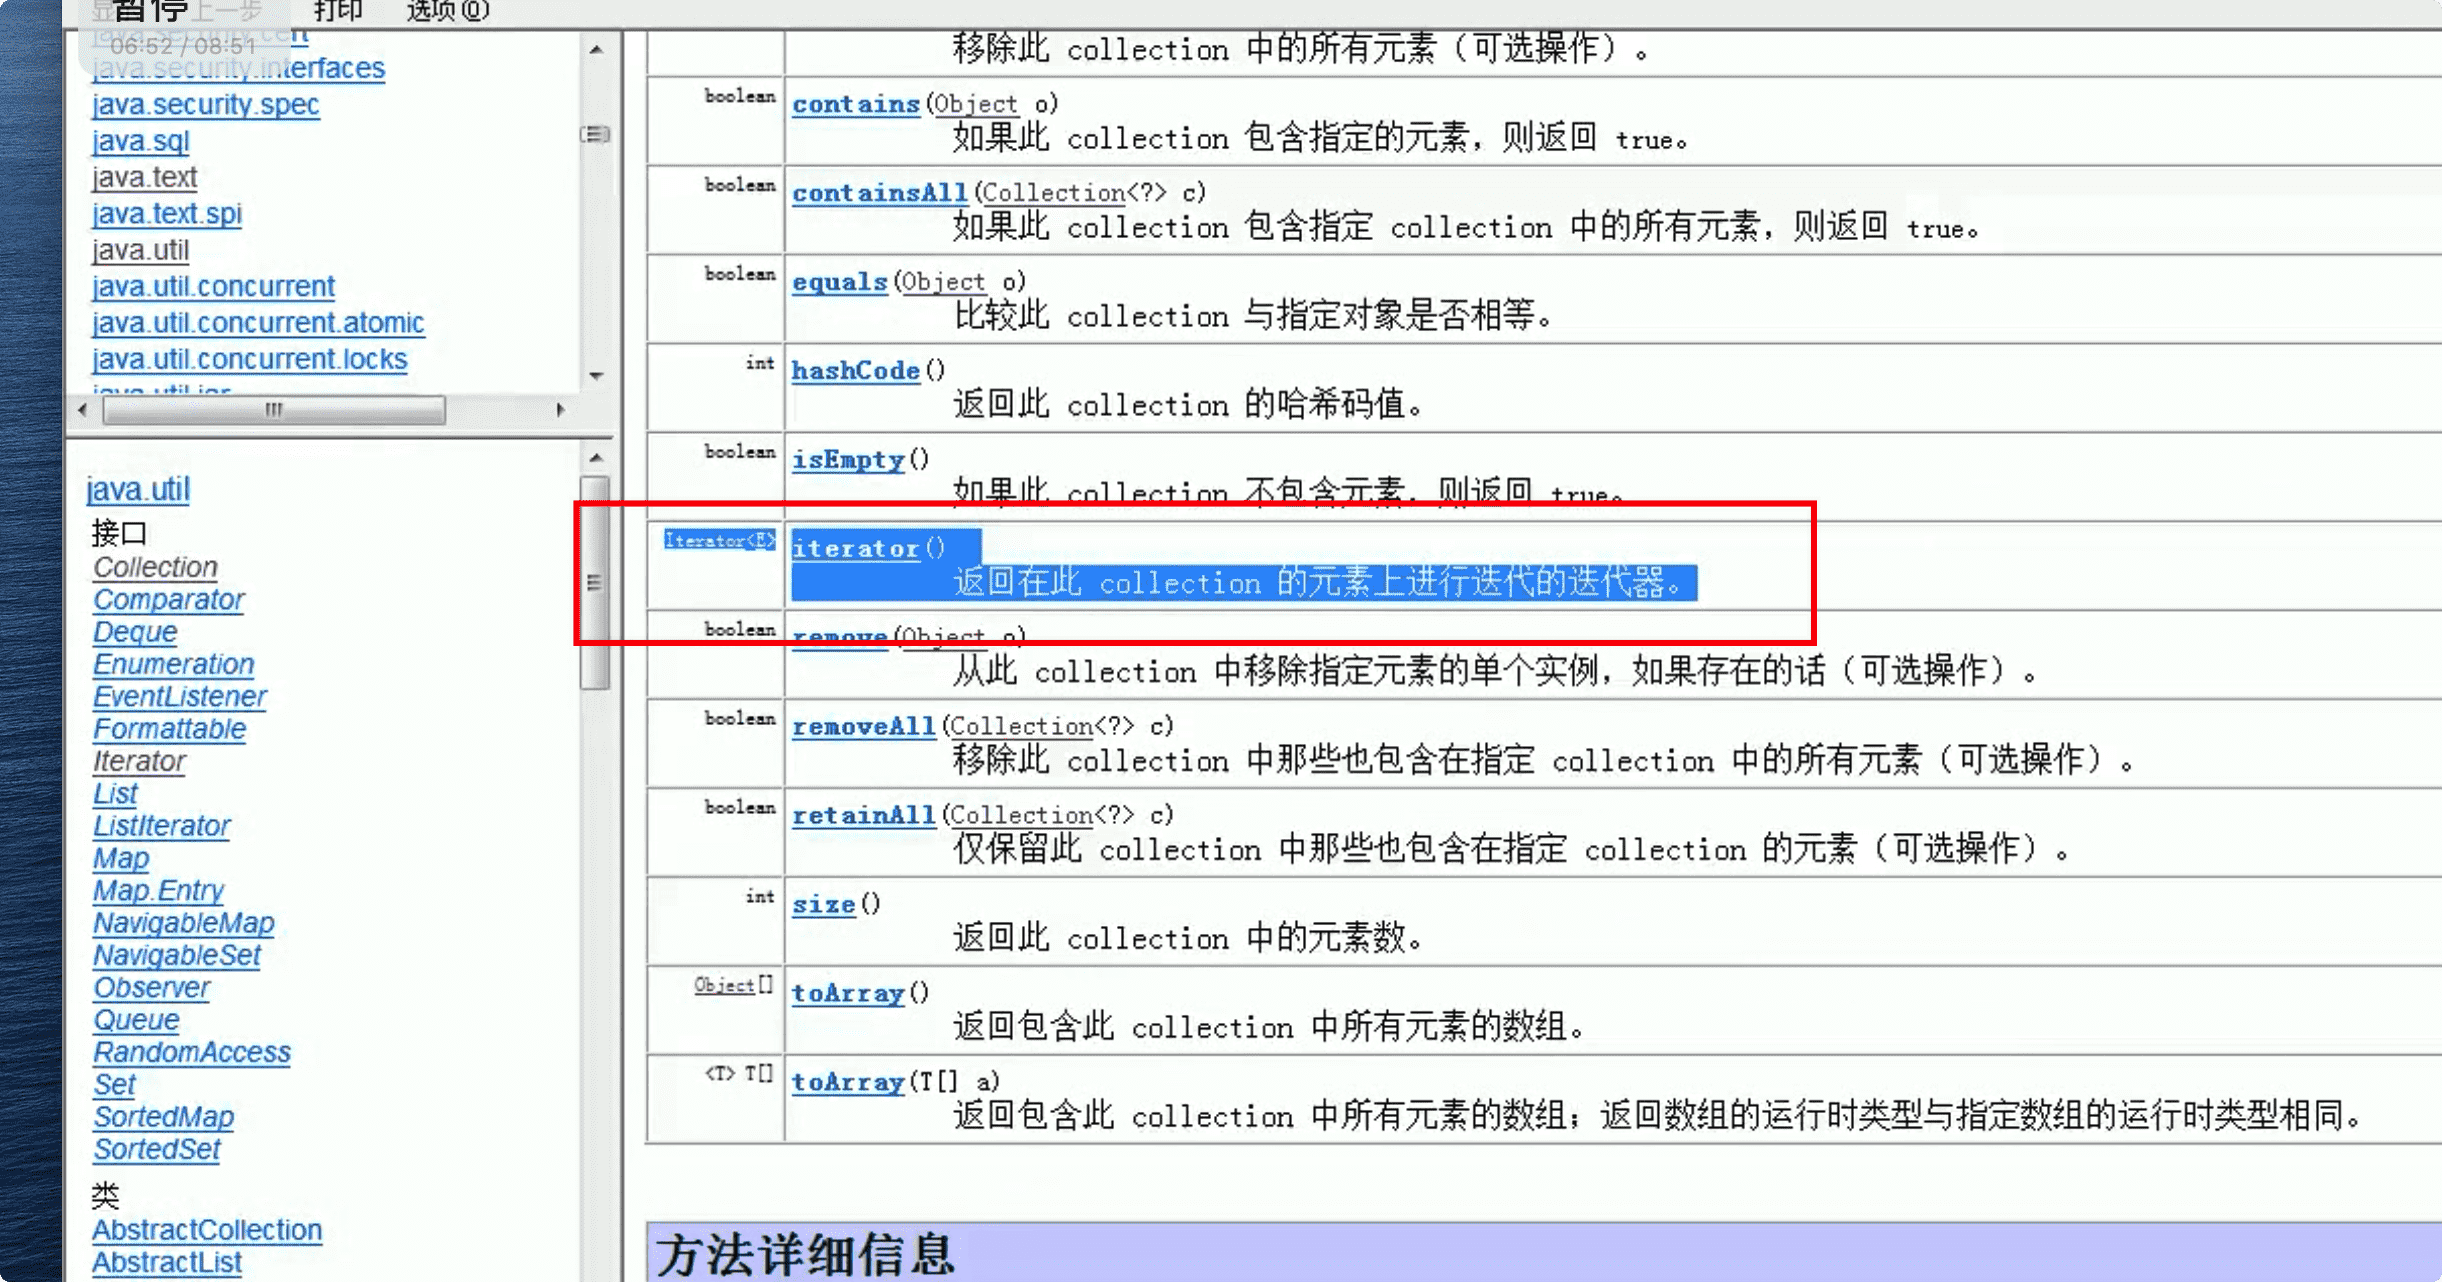 暂停 上一步 打印 选项(O)
06:52 / 08:51
java.security.cert
java.security.interfaces
java.security.spec
java.sql
java.text
java.text.spi
java.util
java.util.concurrent
java.util.concurrent.atomic
java.util.concurrent.locks
java.util.jar
java.util
接口
Collection
Comparator
Deque
Enumeration
EventListener
Formattable
Iterator
List
ListIterator
Map
Map.Entry
NavigableMap
NavigableSet
Observer
Queue
RandomAccess
Set
SortedMap
SortedSet
类
AbstractCollection
AbstractList
移除此 collection 中的所有元素（可选操作）。
boolean contains(Object o)
如果此 collection 包含指定的元素，则返回 true。
boolean containsAll(Collection<?> c)
如果此 collection 包含指定 collection 中的所有元素，则返回 true。
boolean equals(Object o)
比较此 collection 与指定对象是否相等。
int hashCode()
返回此 collection 的哈希码值。
boolean isEmpty()
如果此 collection 不包含元素，则返回 true。
Iterator<E> iterator()
返回在此 collection 的元素上进行迭代的迭代器。
boolean remove(Object o)
从此 collection 中移除指定元素的单个实例，如果存在的话（可选操作）。
boolean removeAll(Collection<?> c)
移除此 collection 中那些也包含在指定 collection 中的所有元素（可选操作）。
boolean retainAll(Collection<?> c)
仅保留此 collection 中那些也包含在指定 collection 的元素（可选操作）。
int size()
返回此 collection 中的元素数。
Object[] toArray()
返回包含此 collection 中所有元素的数组。
<T> T[] toArray(T[] a)
返回包含此 collection 中所有元素的数组；返回数组的运行时类型与指定数组的运行时类型相同。
方法详细信息